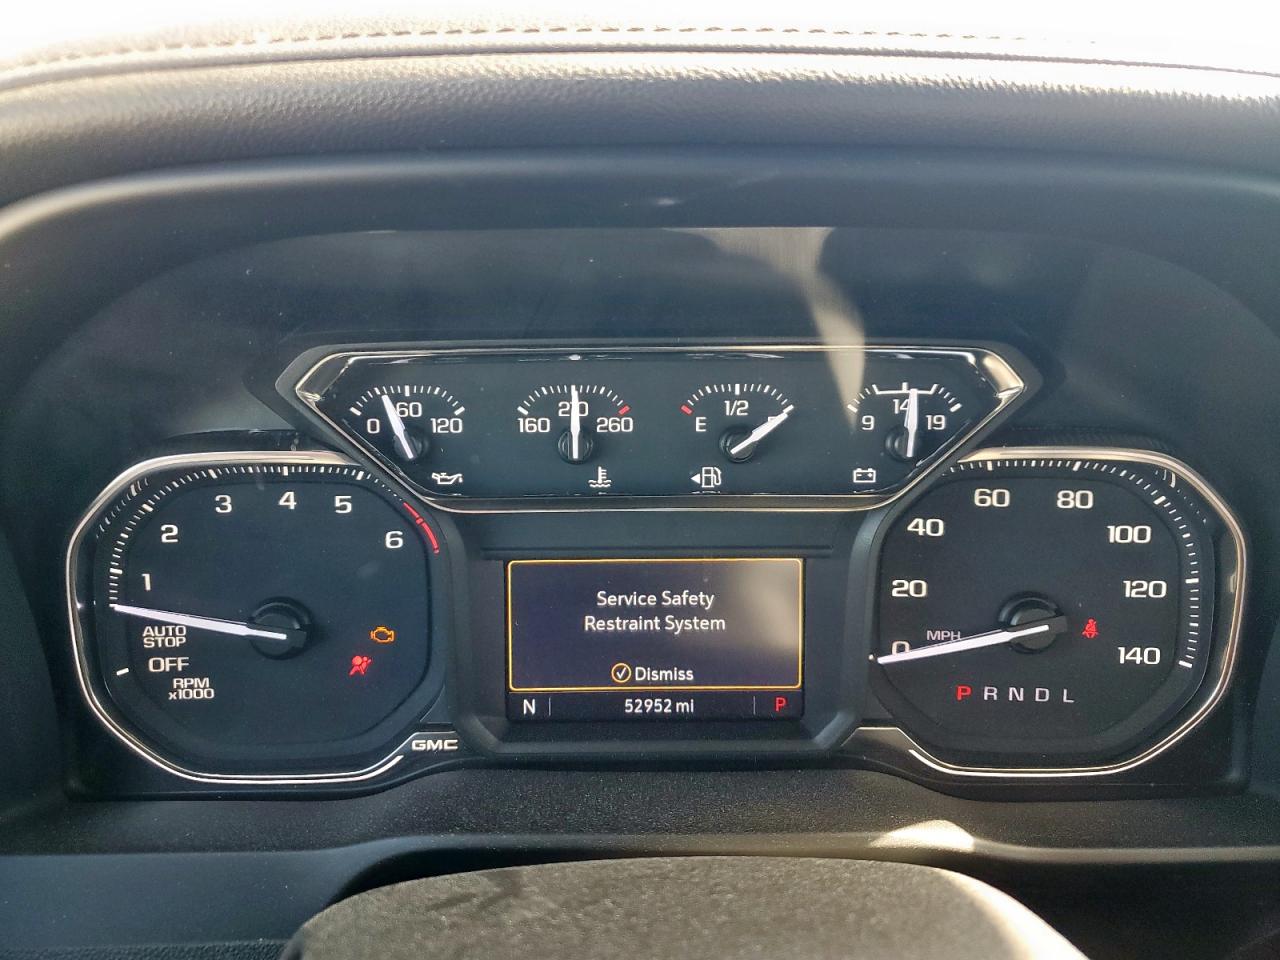 0 60 120
160 210 260
E 1/2
9 14 19
1 2 3 4 5 6
AUTO
STOP
OFF
RPM
x1000
GMC
Service Safety
Restraint System
Dismiss
N 52952 mi P
0 20 40 60 80 100 120 140
MPH
P R N D L